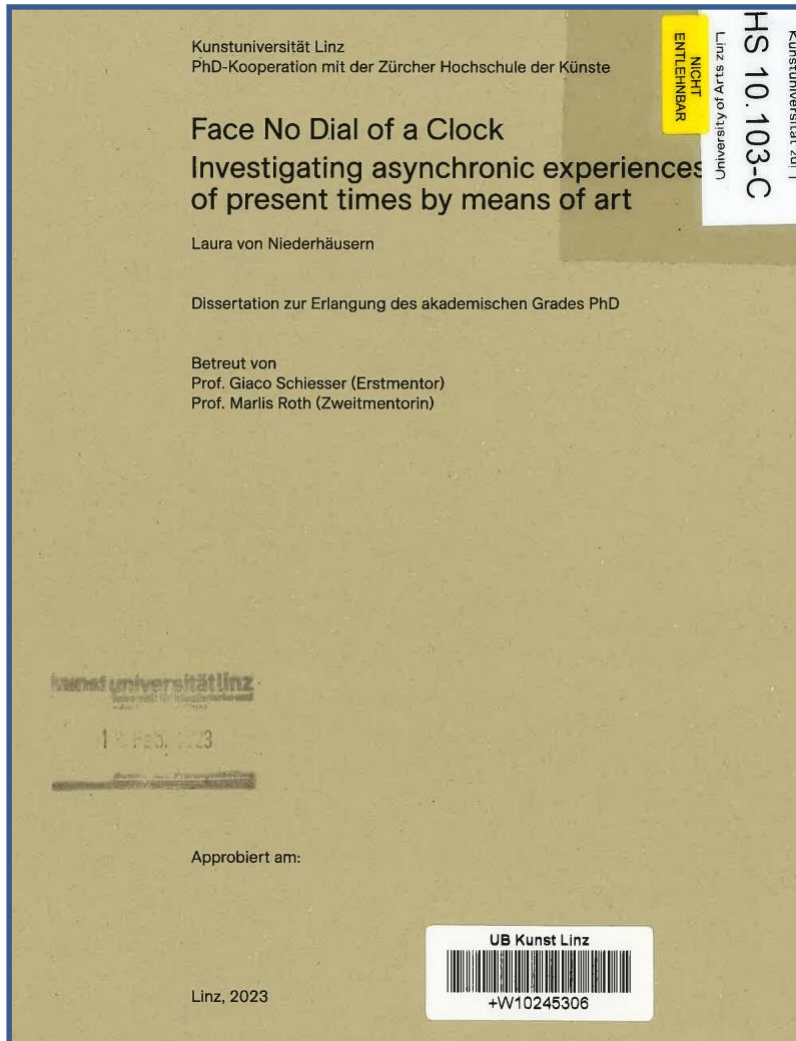 Kunstuniversität Linz
PhD-Kooperation mit der Zürcher Hochschule der Künste
Face No Dial of a Clock
Investigating asynchronic experiences
of present times by means of art
Laura von Niederhäusern
Dissertation zur Erlangung des akademischen Grades PhD
Betreut von
Prof. Giaco Schiesser (Erstmentor)
Prof. Marlis Roth (Zweitmentorin)
NICHT
ENTLEHNBAR
University of Arts
Linz
HS 10.103-C
Kunstuniversität
kunstuniversitätlinz
Feb.
Approbiert am:
Linz, 2023
UB Kunst Linz
+W10245306